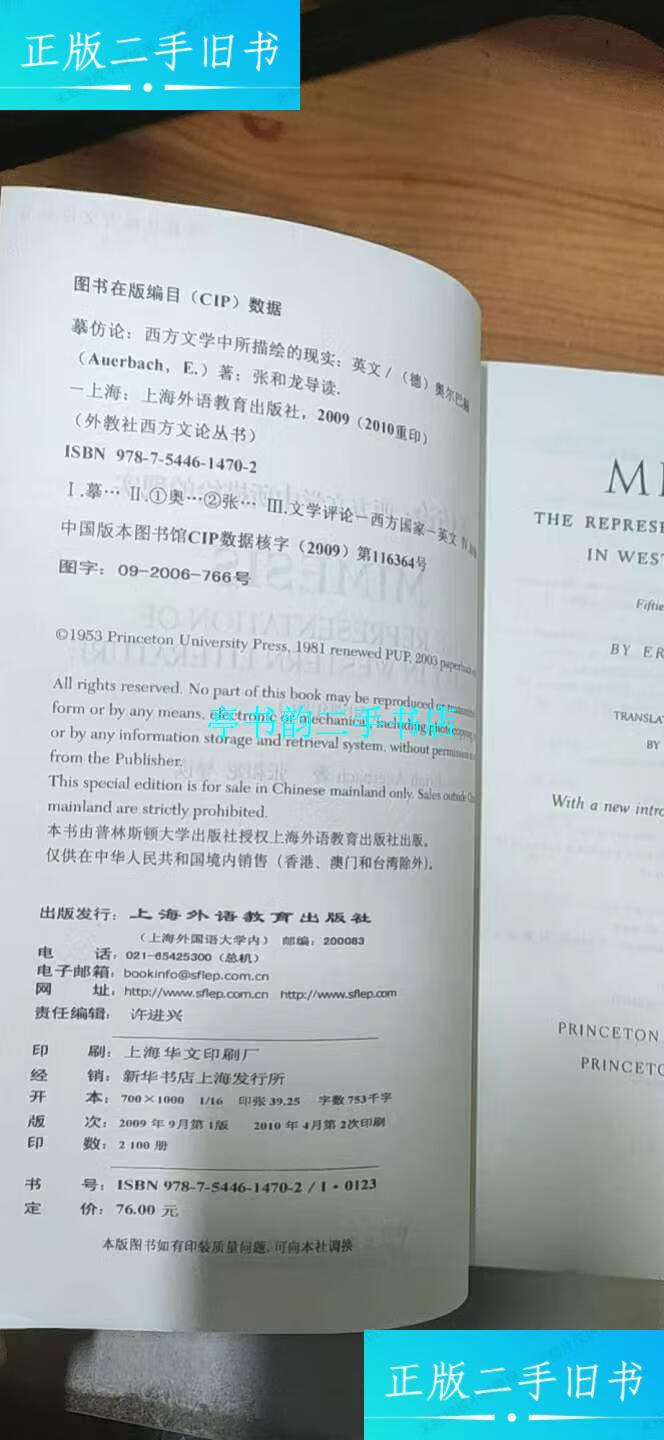 正版二手旧书
图书在版编目（CIP）数据
摹仿论：西方文学中所描绘的现实：英文/（德）奥尔巴赫
（Auerbach，E.）著；张和龙导读.
—上海：上海外语教育出版社，2009（2010重印）
（外教社西方文论丛书）
ISBN 978-7-5446-1470-2
Ⅰ.摹… Ⅱ.①奥…②张… Ⅲ.文学评论—西方国家—英文
中国版本图书馆CIP数据核字（2009）第116364号
图字：09-2006-766号
©1953 Princeton University Press, 1981 renewed PUP, 2003 paperback
All rights reserved. No part of this book may be reproduced or
form or by any means, electronic or mechanical, including photocopying,
or by any information storage and retrieval system, without permission
from the Publisher.
This special edition is for sale in Chinese mainland only. Sales outside
mainland are strictly prohibited.
本书由普林斯顿大学出版社授权上海外语教育出版社出版。
仅供在中华人民共和国境内销售（香港、澳门和台湾除外）。
亭书韵二手书店
出版发行：上海外语教育出版社
（上海外国语大学内） 邮编：200083
电 话：021-65425300（总机）
电子邮箱：bookinfo@sflep.com.cn
网 址：http://www.sflep.com.cn http://www.sflep.com
责任编辑：许进兴
印 刷：上海华文印刷厂
经 销：新华书店上海发行所
开 本：700×1000 1/16 印张 39.25 字数 753千字
版 次：2009年9月第1版 2010年4月第2次印刷
印 数：2 100 册
书 号：ISBN 978-7-5446-1470-2 / I · 0123
定 价：76.00 元
本版图书如有印装质量问题，可向本社调换
THE REPRESE
IN WEST
Fiftie
BY ER
TRANSLAT
BY
With a new intro
PRINCETON
PRINCETO
正版二手旧书